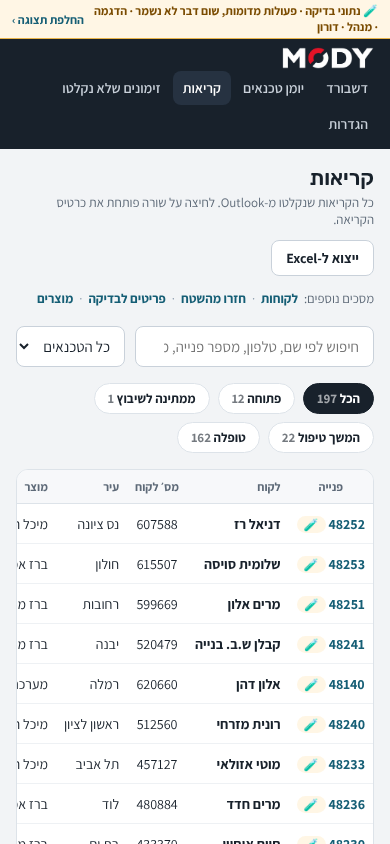 נתוני בדיקה · פעולות מדומות, שום דבר לא נשמר · הדגמה
· מנהל · דורון
החלפת תצוגה ›
MODY
דשבורד
יומן טכנאים
קריאות
זימונים שלא נקלטו
הגדרות
קריאות
כל הקריאות שנקלטו מ-Outlook. לחיצה על שורה פותחת את כרטיס
הקריאה.
ייצוא ל-Excel
מסכים נוספים: לקוחות · חזרו מהשטח · פריטים לבדיקה · מוצרים
חיפוש לפי שם, טלפון, מספר פנייה,
כל הטכנאים
הכל 197
פתוחה 12
ממתינה לשיבוץ 1
המשך טיפול 22
טופלה 162
פנייה לקוח מס׳ לקוח עיר מוצר
48252 דניאל רז 607588 נס ציונה מיכל
48253 שלומית סויסה 615507 חולון ברז
48251 מרים אלון 599669 רחובות ברז
48241 קבלן ש.ב. בנייה 520479 יבנה ברז
48140 אלון דהן 620660 רמלה
48240 רונית מזרחי 512560 ראשון לציון מיכל
48233 מוטי אזולאי 457127 תל אביב מיכל
48236 מרים חדד 480884 לוד ברז